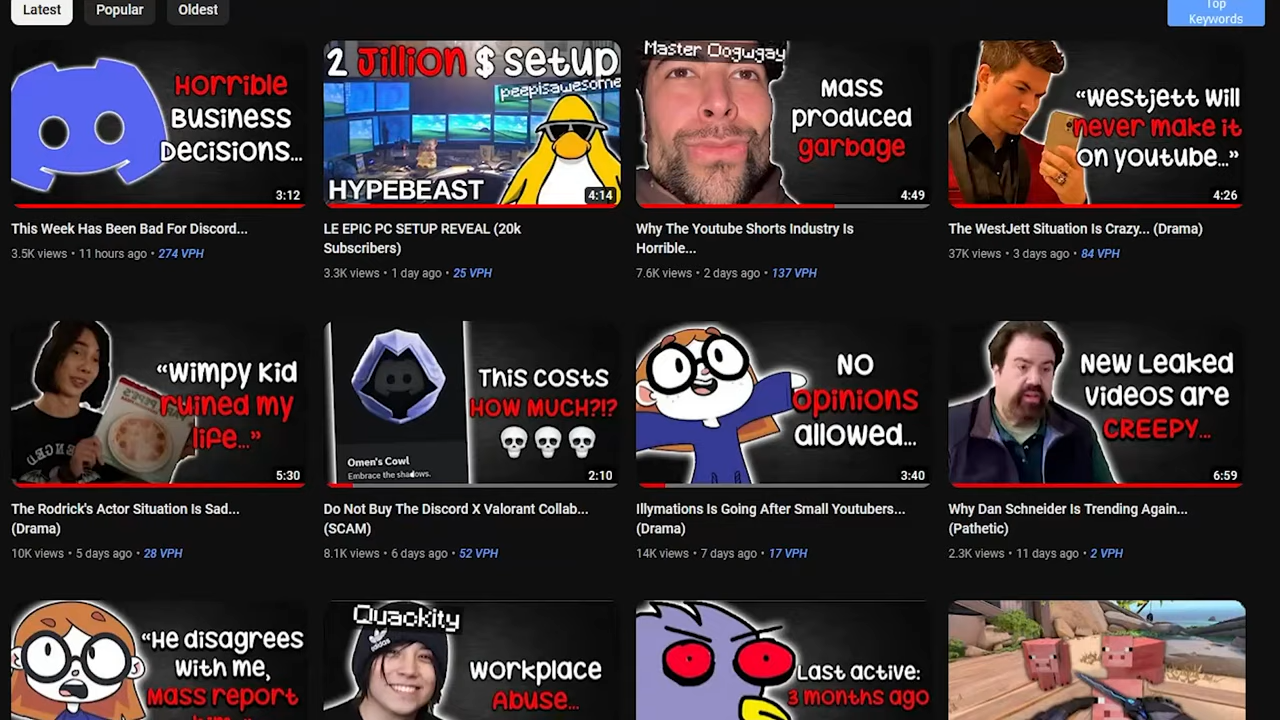 Latest
Popular
Oldest
Top
Keywords
Horrible
Business
Decisions...
3:12
This Week Has Been Bad For Discord...
3.5K views • 11 hours ago • 274 VPH
2 Jillion $ setup
peepisawesome
HYPEBEAST
4:14
LE EPIC PC SETUP REVEAL (20k
Subscribers)
3.3K views • 1 day ago • 25 VPH
Master Oogwgay
Mass
produced
garbage
4:49
Why The Youtube Shorts Industry Is
Horrible...
7.6K views • 2 days ago • 137 VPH
“Westjett Will
never make it
on youtube...”
4:26
The WestJett Situation Is Crazy... (Drama)
37K views • 3 days ago • 84 VPH
“Wimpy Kid
ruined my
life...”
5:30
The Rodrick's Actor Situation Is Sad...
(Drama)
10K views • 5 days ago • 28 VPH
This costs
HOW MUCH?!?
Omen's Cowl
Embrace the shadows.
2:10
Do Not Buy The Discord X Valorant Collab...
(SCAM)
8.1K views • 6 days ago • 52 VPH
No
opinions
allowed...
3:40
Illymations Is Going After Small Youtubers...
(Drama)
14K views • 7 days ago • 17 VPH
New Leaked
Videos are
CREEPY...
6:59
Why Dan Schneider Is Trending Again...
(Pathetic)
2.3K views • 11 days ago • 2 VPH
“He disagrees
with me,
Mass report
Quackity
adidas
workplace
Abuse...
Last active:
3 months ago